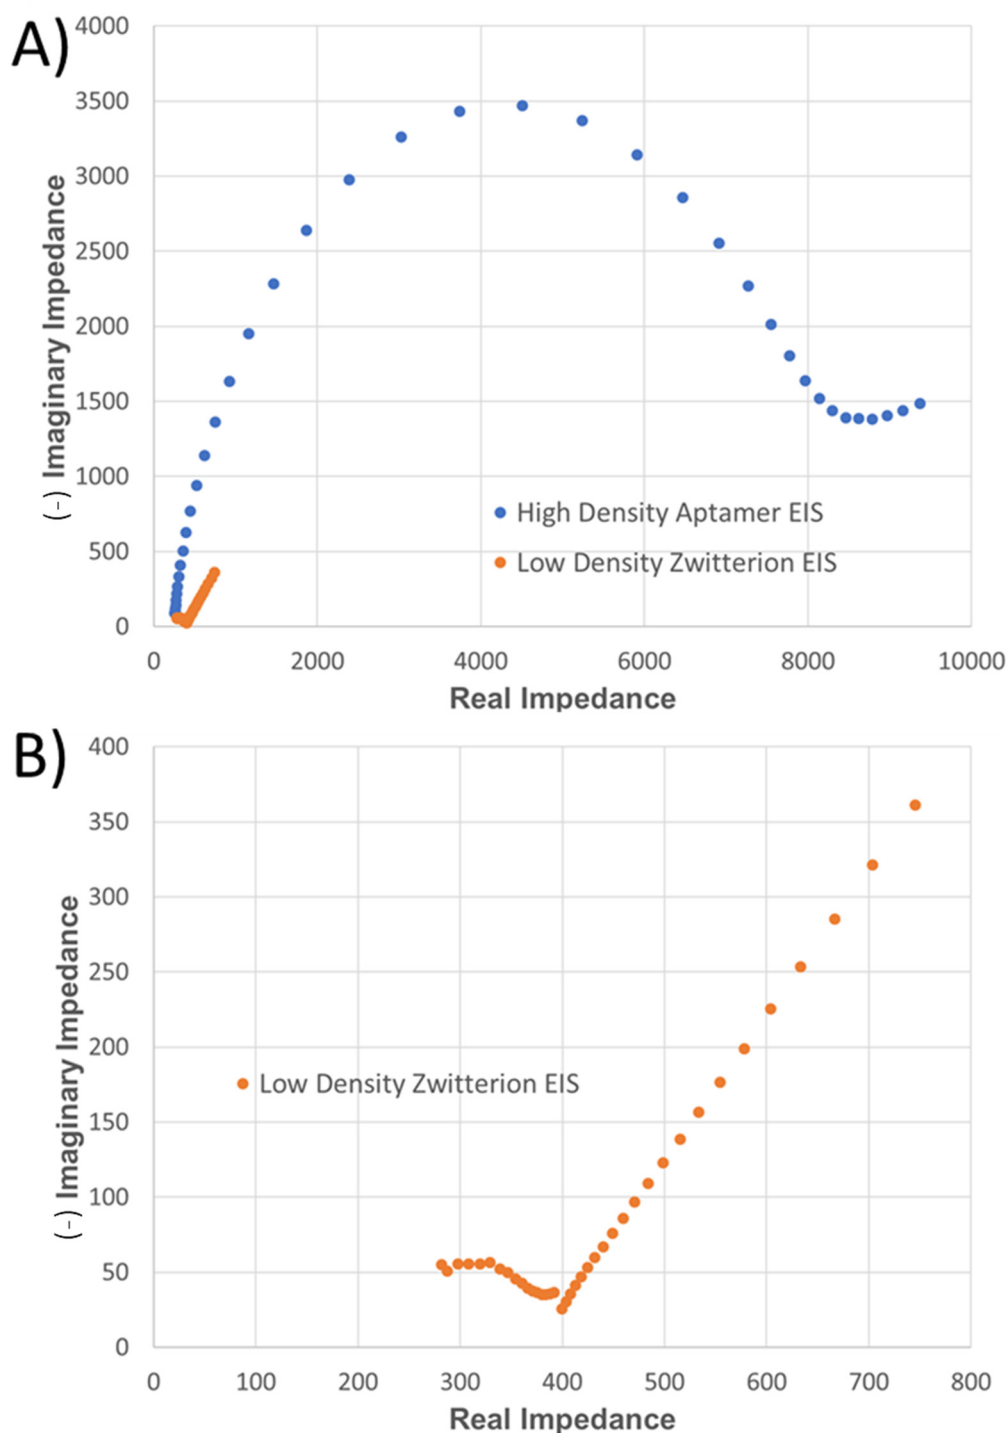 A)
4000
3500
3000
2500
2000
1500
1000
500
0
(-) Imaginary Impedance
High Density Aptamer EIS
Low Density Zwitterion EIS
0 2000 4000 6000 8000 10000
Real Impedance
B)
400
350
300
250
200
150
100
50
0
(-) Imaginary Impedance
Low Density Zwitterion EIS
0 100 200 300 400 500 600 700 800
Real Impedance